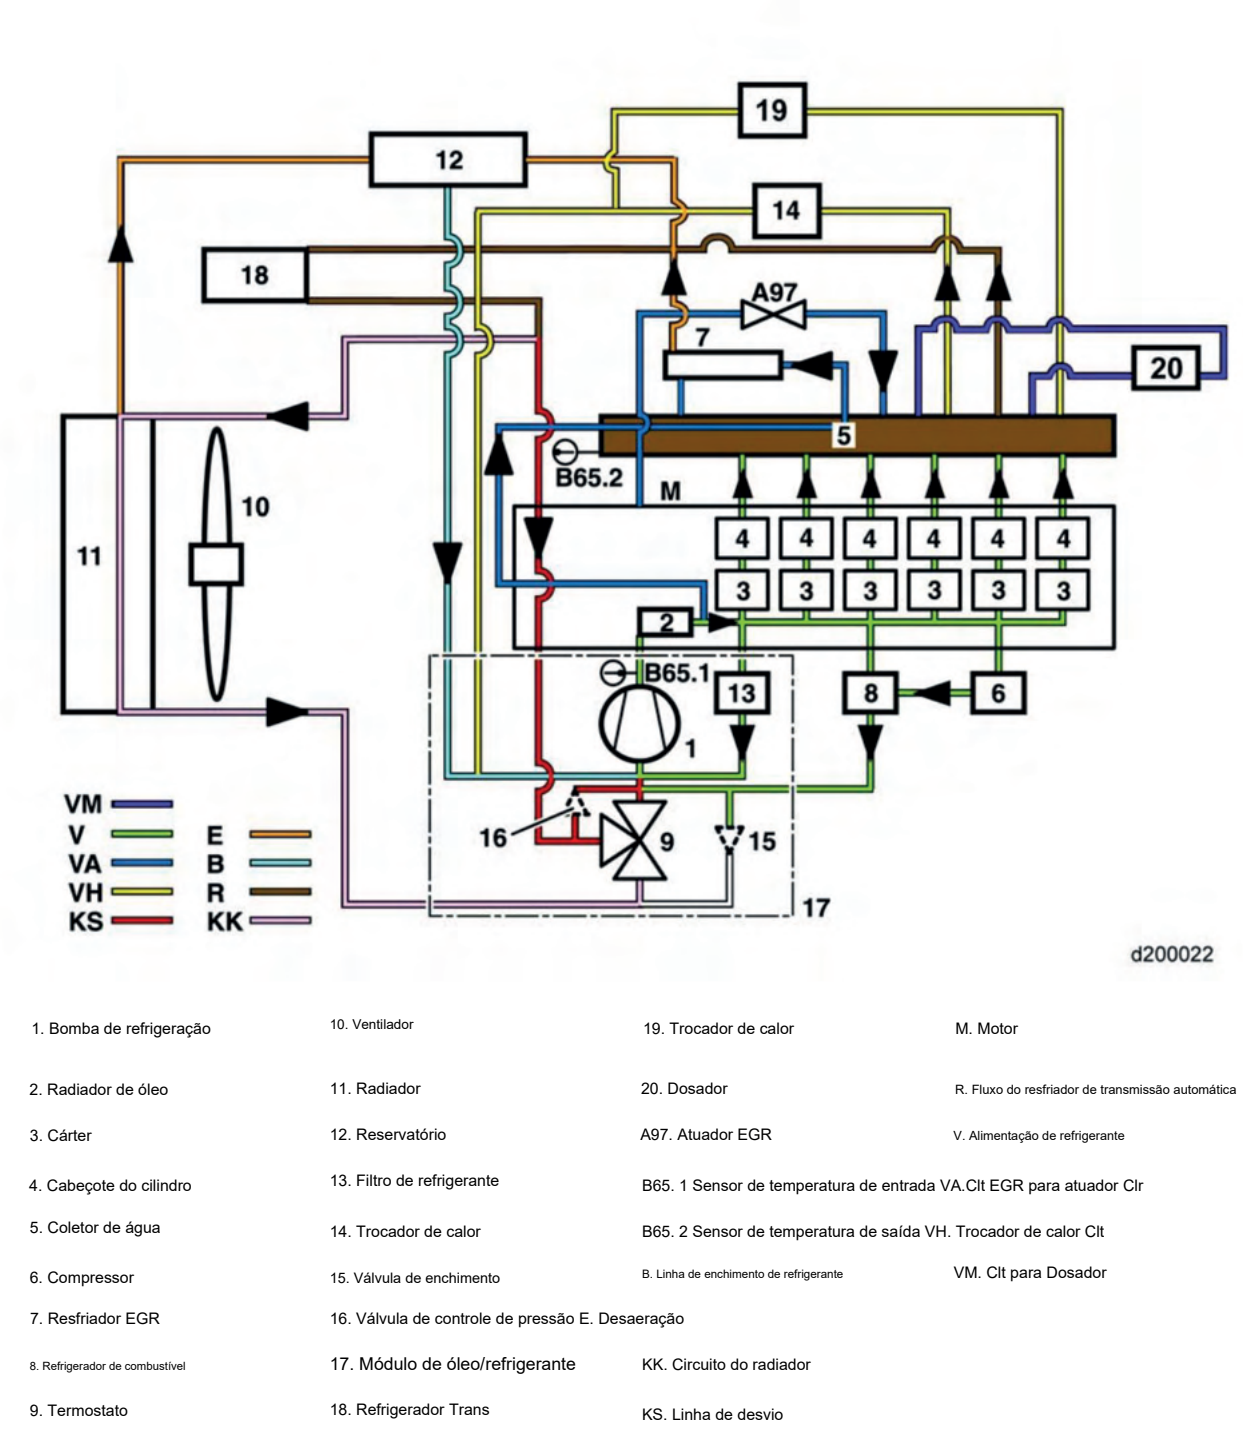 19
12
14
18
A97
7
20
5
B65.2
M
10
4 4 4 4 4 4
11
3 3 3 3 3 3
2
B65.1
13 8 6
1
VM
V E
16 9 15
VA B
VH R
KS KK
17
d200022
1. Bomba de refrigeração
10. Ventilador
19. Trocador de calor
M. Motor
2. Radiador de óleo
11. Radiador
20. Dosador
R. Fluxo do resfriador de transmissão automática
3. Cárter
12. Reservatório
A97. Atuador EGR
V. Alimentação de refrigerante
4. Cabeçote do cilindro
13. Filtro de refrigerante
B65. 1 Sensor de temperatura de entrada VA.Clt EGR para atuador Clr
5. Coletor de água
14. Trocador de calor
B65. 2 Sensor de temperatura de saída VH. Trocador de calor Clt
6. Compressor
15. Válvula de enchimento
B. Linha de enchimento de refrigerante
VM. Clt para Dosador
7. Resfriador EGR
16. Válvula de controle de pressão E. Desaeração
8. Refrigerador de combustível
17. Módulo de óleo/refrigerante
KK. Circuito do radiador
9. Termostato
18. Refrigerador Trans
KS. Linha de desvio